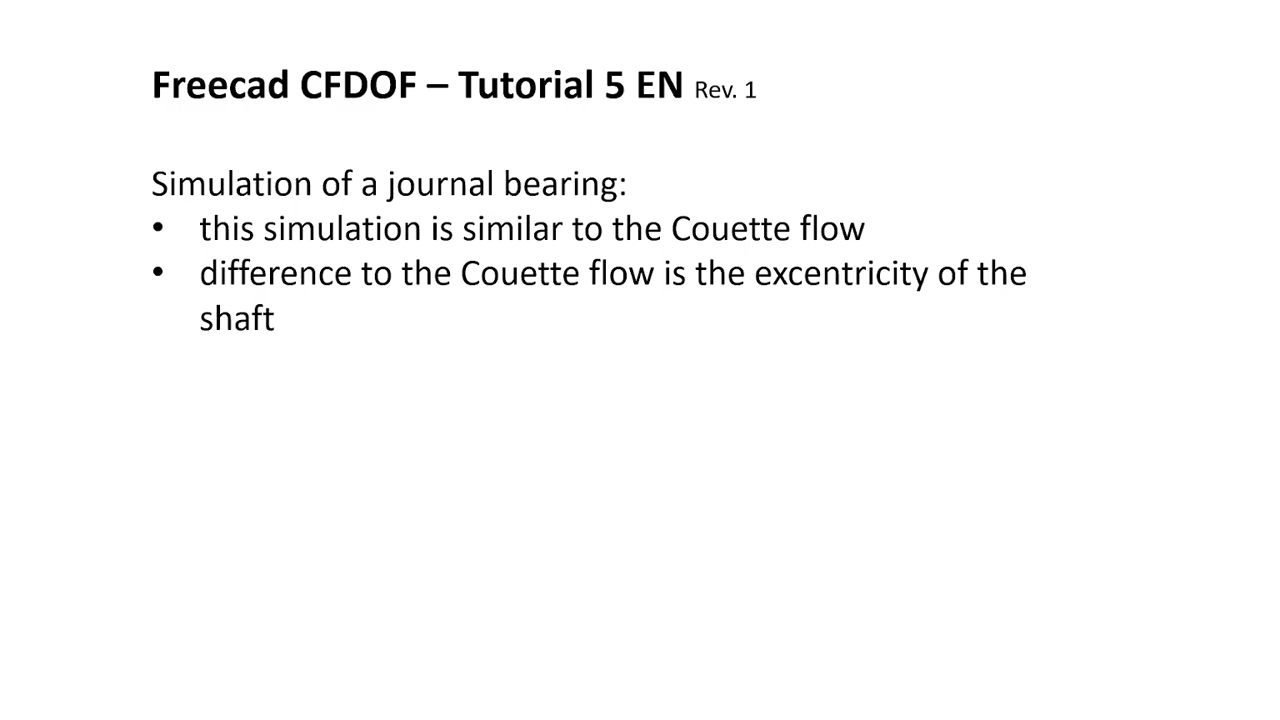 Freecad CFDOF – Tutorial 5 EN Rev. 1
Simulation of a journal bearing:
• this simulation is similar to the Couette flow
• difference to the Couette flow is the excentricity of the
shaft